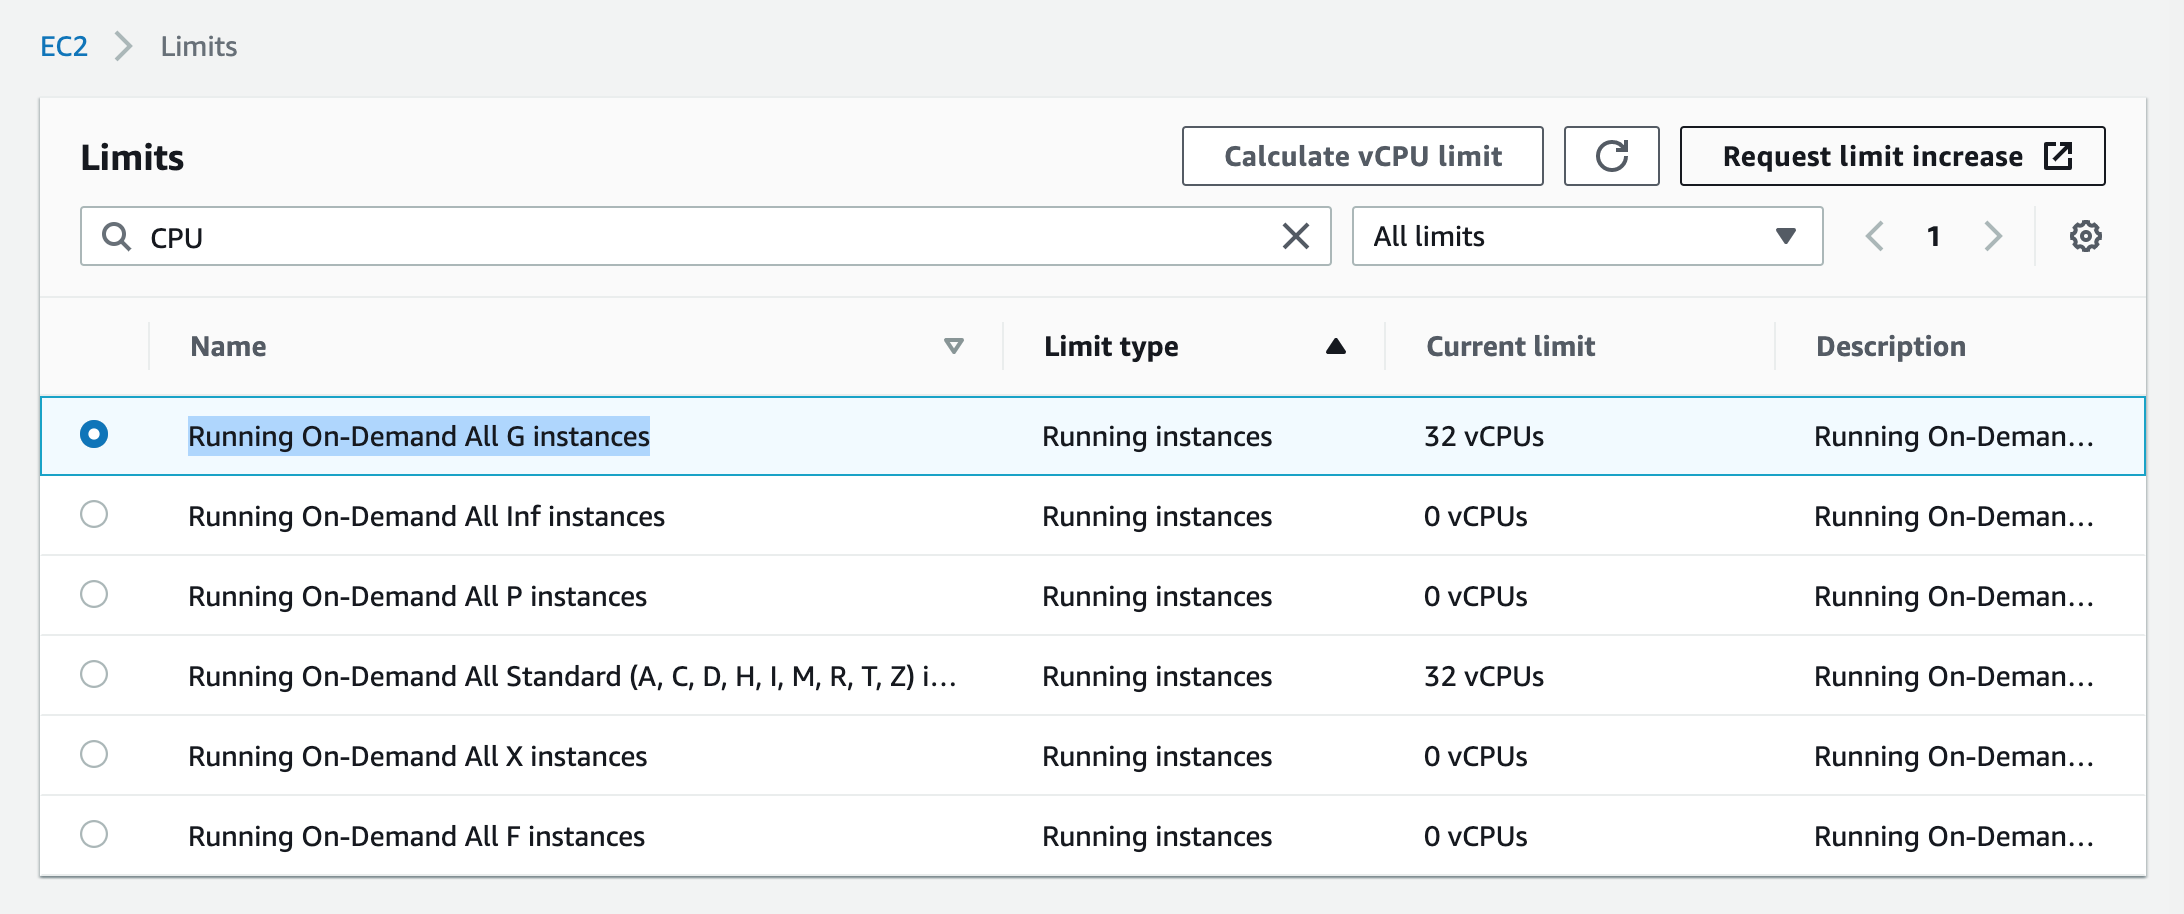 EC2 Limits
Limits Calculate vCPU limit Request limit increase
CPU All limits 1
Name Limit type Current limit Description
Running On-Demand All G instances Running instances 32 vCPUs Running On-Deman...
Running On-Demand All Inf instances Running instances 0 vCPUs Running On-Deman...
Running On-Demand All P instances Running instances 0 vCPUs Running On-Deman...
Running On-Demand All Standard (A, C, D, H, I, M, R, T, Z) i... Running instances 32 vCPUs Running On-Deman...
Running On-Demand All X instances Running instances 0 vCPUs Running On-Deman...
Running On-Demand All F instances Running instances 0 vCPUs Running On-Deman...